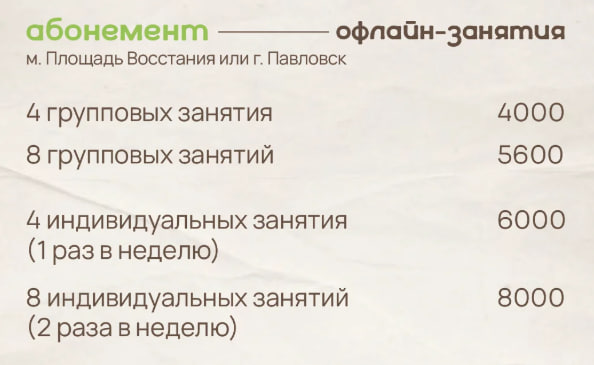 абонемент офлайн-занятия
м. Площадь Восстания или г. Павловск
4 групповых занятия 4000
8 групповых занятий 5600
4 индивидуальных занятия 6000
(1 раз в неделю)
8 индивидуальных занятий 8000
(2 раза в неделю)